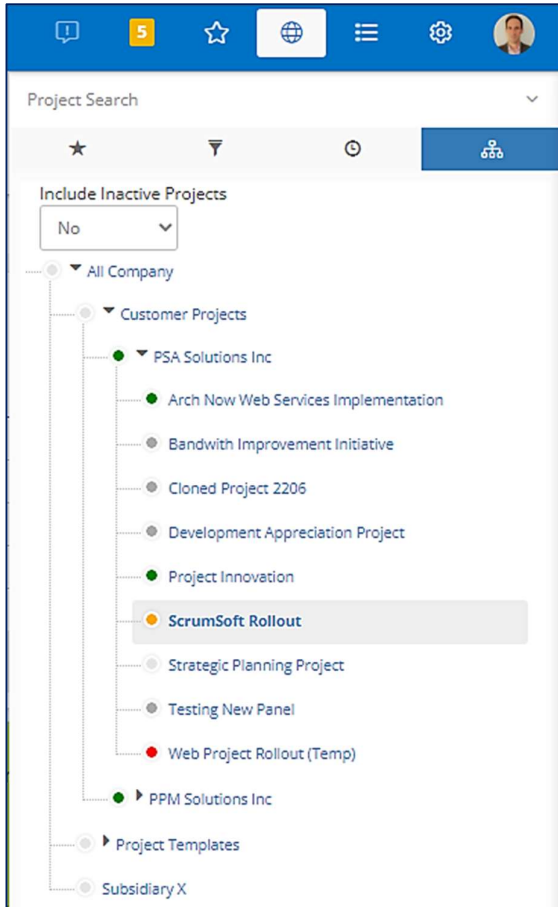 5
Project Search
Include Inactive Projects
No
All Company
Customer Projects
PSA Solutions Inc
Arch Now Web Services Implementation
Bandwith Improvement Initiative
Cloned Project 2206
Development Appreciation Project
Project Innovation
ScrumSoft Rollout
Strategic Planning Project
Testing New Panel
Web Project Rollout (Temp)
PPM Solutions Inc
Project Templates
Subsidiary X